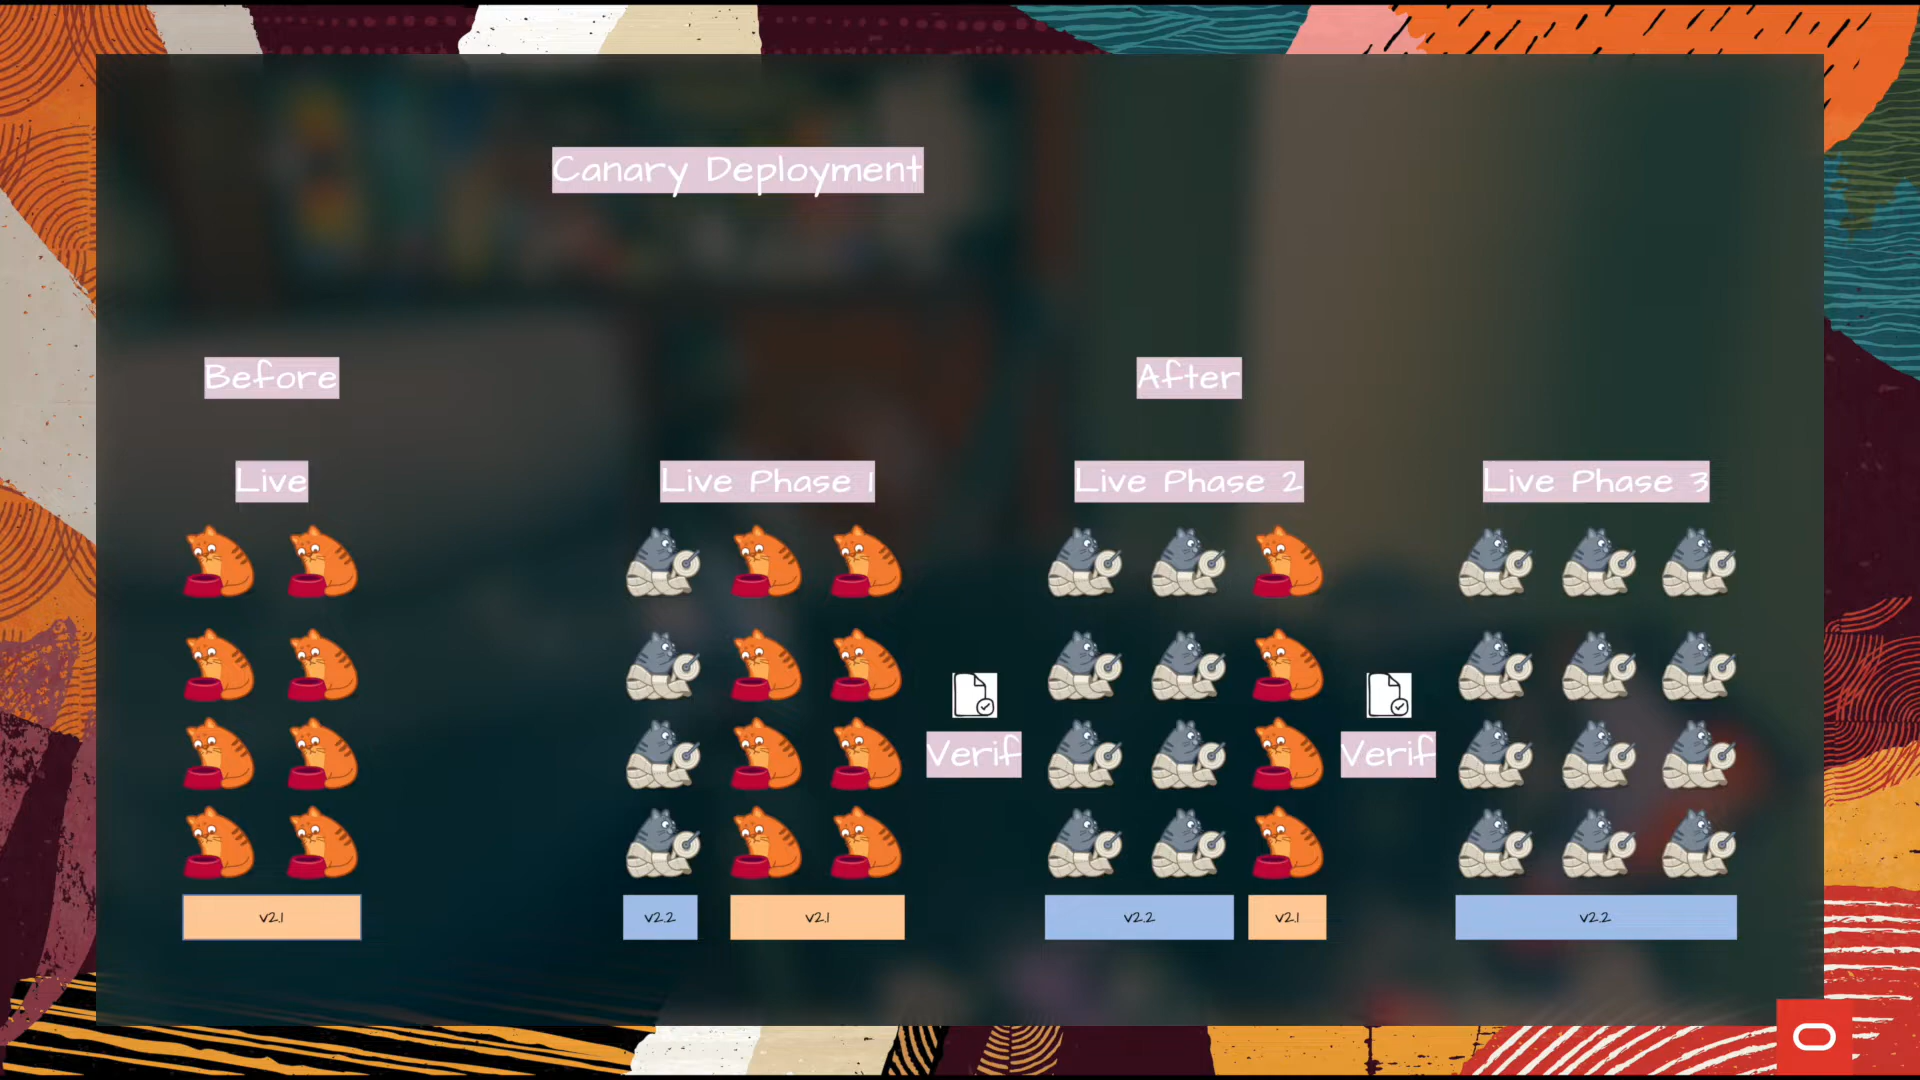 Canary Deployment
Before
After
Live
Live Phase 1
Live Phase 2
Live Phase 3
Verif
Verif
v2.1
v2.2
v2.1
v2.2
v2.1
v2.2